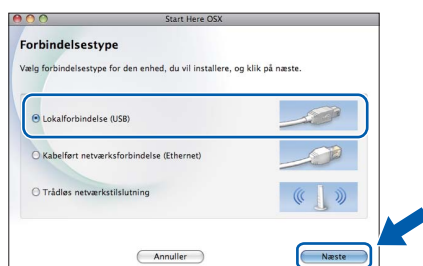 Start Here OSX
Forbindelsestype
Vælg forbindelsestype for den enhed, du vil installere, og klik på næste.
Lokalforbindelse (USB)
Kabelført netværksforbindelse (Ethernet)
Trådløs netværkstilslutning
Annuller
Næste